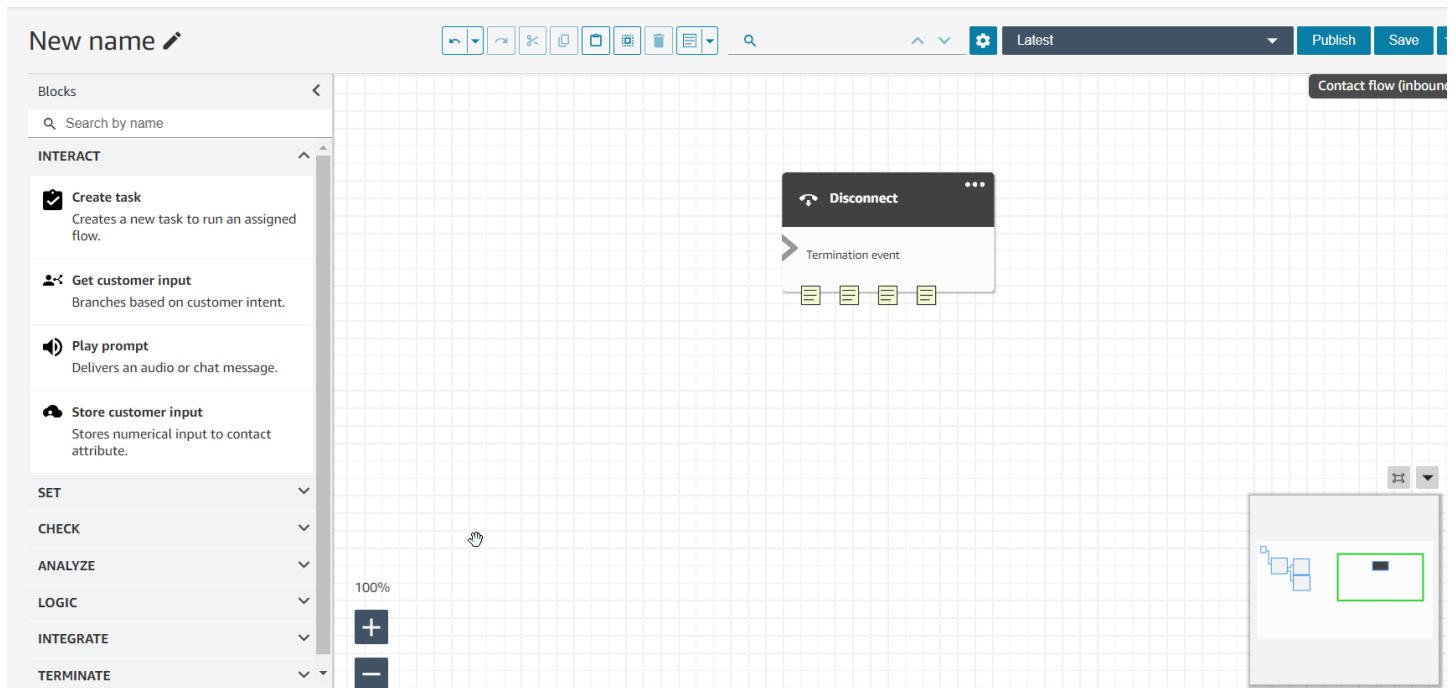 New name
Latest
Publish
Save
Blocks
Contact flow (inbound
Search by name
INTERACT
Create task
Creates a new task to run an assigned
flow.
Get customer input
Branches based on customer intent.
Play prompt
Delivers an audio or chat message.
Store customer input
Stores numerical input to contact
attribute.
SET
CHECK
ANALYZE
LOGIC
INTEGRATE
TERMINATE
Disconnect
Termination event
100%